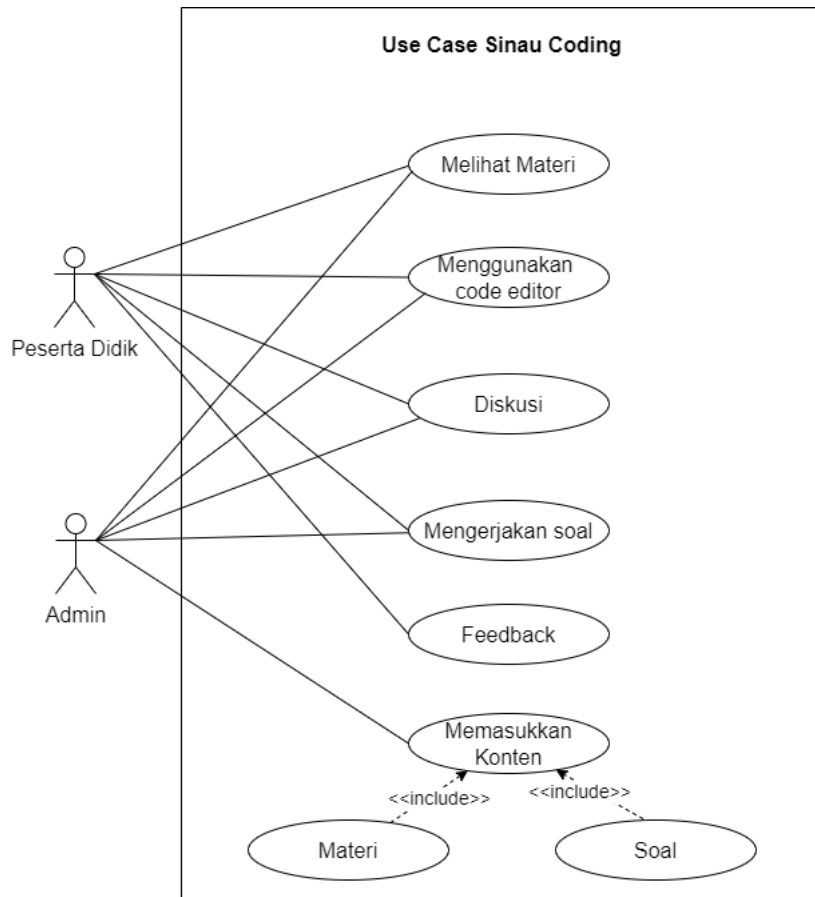 Use Case Sinau Coding
Melihat Materi
Menggunakan
code editor
Peserta Didik
Diskusi
Mengerjakan soal
Admin
Feedback
Memasukkan
Konten
<<include>>
<<include>>
Materi
Soal